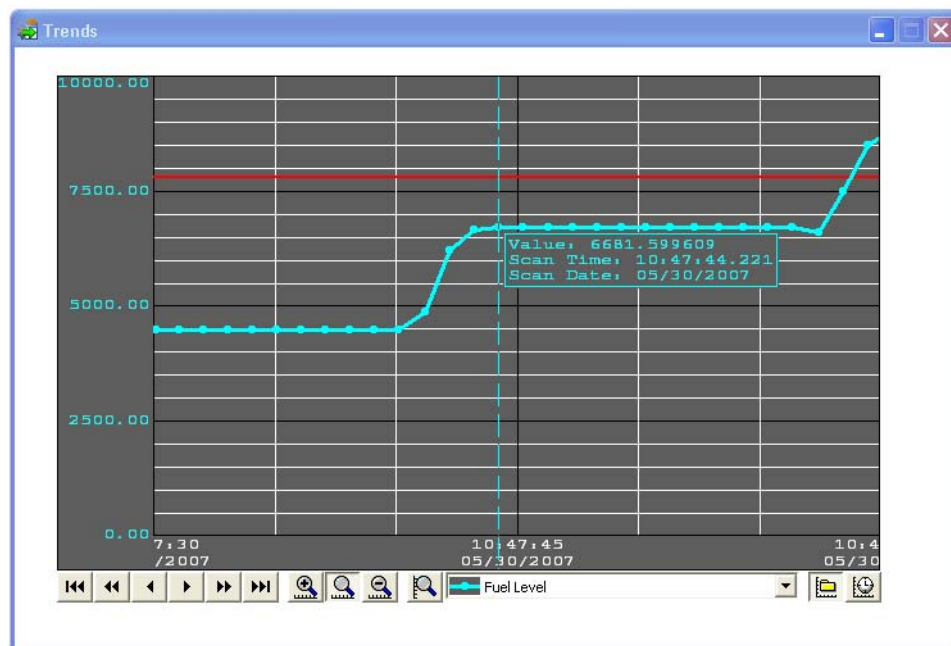 Trends
10000.00
7500.00
Value: 6681.599609
Scan Time: 10:47:44.221
Scan Date: 05/30/2007
5000.00
2500.00
0.00
7:30 10:47:45 10:4
/2007 05/30/2007 05/30
Fuel Level